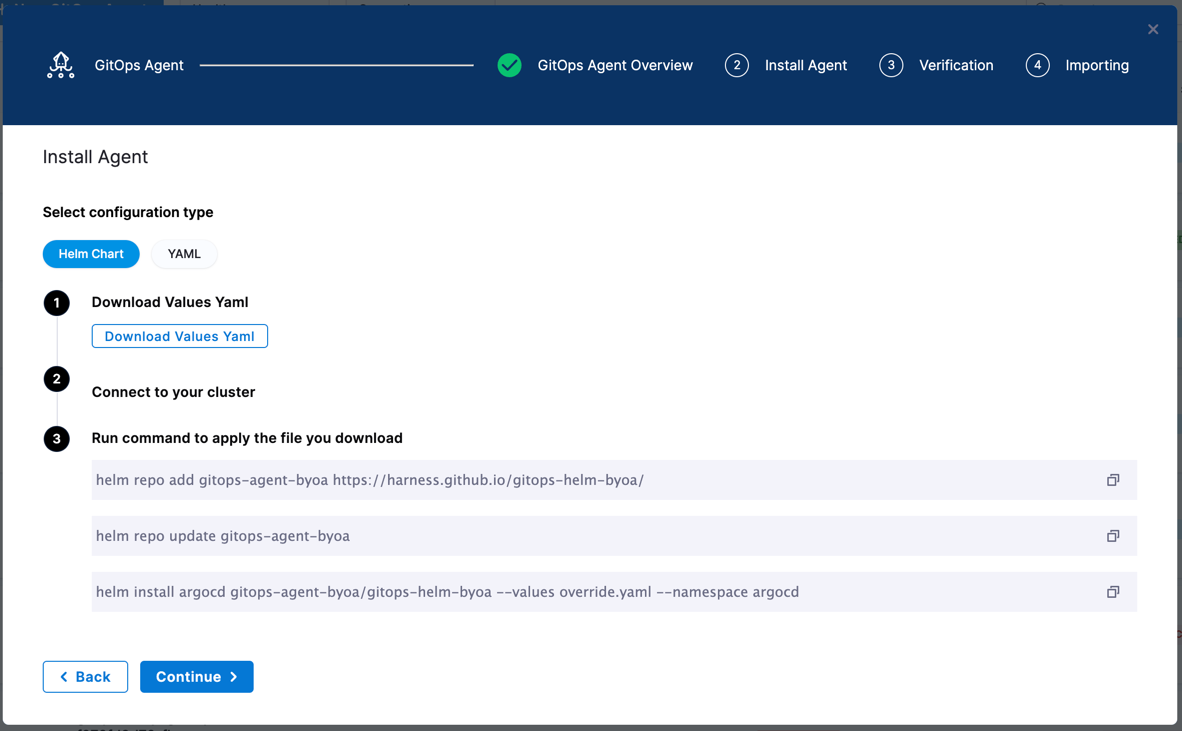 GitOps Agent
GitOps Agent Overview
2 Install Agent
3 Verification
4 Importing
Install Agent
Select configuration type
Helm Chart YAML
1 Download Values Yaml
Download Values Yaml
2 Connect to your cluster
3 Run command to apply the file you download
helm repo add gitops-agent-byoa https://harness.github.io/gitops-helm-byoa/
helm repo update gitops-agent-byoa
helm install argocd gitops-agent-byoa/gitops-helm-byoa --values override.yaml --namespace argocd
Back Continue